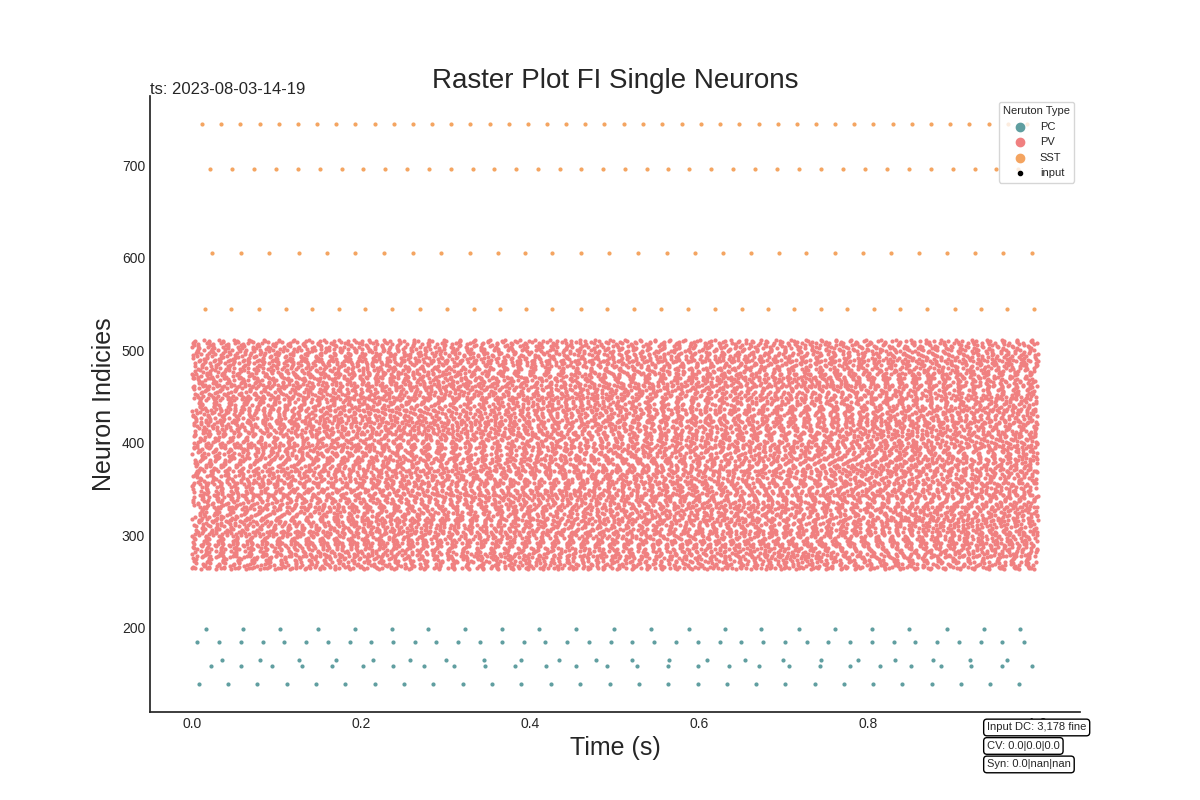 Raster Plot FI Single Neurons
ts: 2023-08-03-14-19
Neruton Type
PC
PV
SST
input
700
600
500
400
300
200
Neuron Indicies
0.0
0.2
0.4
0.6
0.8
Time (s)
Input DC: 3,178 fine
CV: 0.0|0.0|0.0
Syn: 0.0|nan|nan